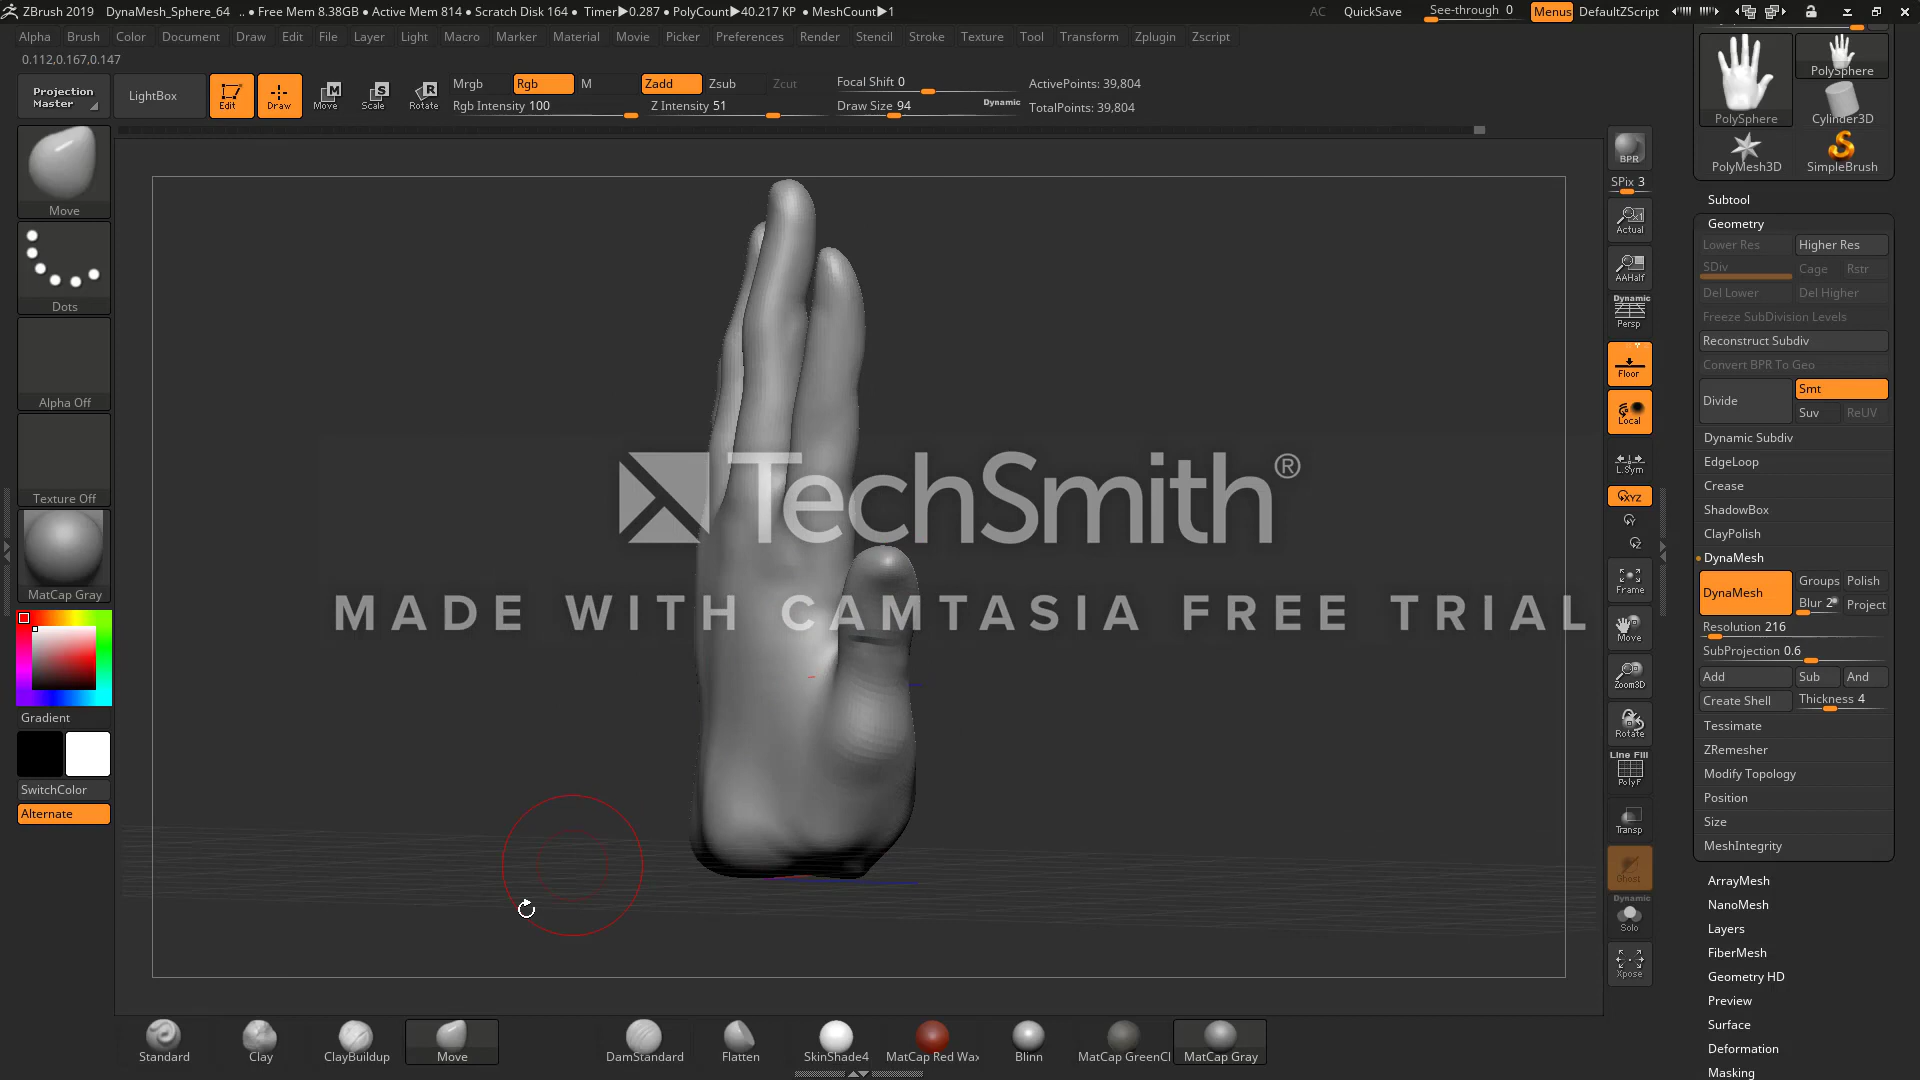 ZBrush 2019 DynaMesh_Sphere_64 .. • Free Mem 8.38GB • Active Mem 814 • Scratch Disk 164 • Timer▶0.287 • PolyCount▶40.217 KP • MeshCount▶1 AC QuickSave See-through 0 Menus DefaultZScript
Alpha Brush Color Document Draw Edit File Layer Light Macro Marker Material Movie Picker Preferences Render Stencil Stroke Texture Tool Transform Zplugin Zscript
0.112,0.167,0.147
Projection Master
LightBox
Edit
Draw
Move
Scale
Rotate
Mrgb Rgb M Zadd Zsub Zcut
Rgb Intensity 100 Z Intensity 51
Focal Shift 0
Draw Size 94 Dynamic
ActivePoints: 39,804
TotalPoints: 39,804
Move
Dots
Alpha Off
Texture Off
MatCap Gray
Gradient
SwitchColor
Alternate
TechSmith®
MADE WITH CAMTASIA FREE TRIAL
BPR
SPix 3
Actual
AAHalf
Dynamic
Persp
Floor
Local
L.Sym
XYZ
Y
Z
Frame
Move
Zoom3D
Rotate
Line Fill
PolyF
Transp
Ghost
Dynamic
Solo
Xpose
PolySphere
PolySphere
Cylinder3D
PolyMesh3D
SimpleBrush
Subtool
Geometry
Lower Res Higher Res
SDiv Cage Rstr
Del Lower Del Higher
Freeze SubDivision Levels
Reconstruct Subdiv
Convert BPR To Geo
Divide Smt
Suv ReUV
Dynamic Subdiv
EdgeLoop
Crease
ShadowBox
ClayPolish
DynaMesh
DynaMesh Groups Polish
Blur 2 Project
Resolution 216
SubProjection 0.6
Add Sub And
Create Shell Thickness 4
Tessimate
ZRemesher
Modify Topology
Position
Size
MeshIntegrity
ArrayMesh
NanoMesh
Layers
FiberMesh
Geometry HD
Preview
Surface
Deformation
Masking
Standard Clay ClayBuildup Move DamStandard Flatten SkinShade4 MatCap Red Wax Blinn MatCap GreenCl MatCap Gray